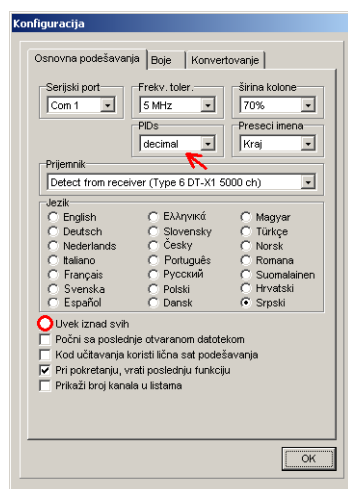 Konfiguracija
Osnovna podešavanja Boje Konvertovanje
Serijski port Frekv. toler. širina kolone
Com 1 5 MHz 70%
PIDs Preseci imena
decimal Kraj
Prijemnik
Detect from receiver (Type 6 DT-X1 5000 ch)
Jezik
English Ελληνικά Magyar
Deutsch Slovensky Türkçe
Nederlands Česky Norsk
Italiano Português Romana
Français Русский Suomalainen
Svenska Polski Hrvatski
Español Dansk Srpski
Uvek iznad svih
Počni sa poslednje otvaranom datotekom
Kod učitavanja koristi lična sat podešavanja
Pri pokretanju, vrati poslednju funkciju
Prikaži broj kanala u listama
OK